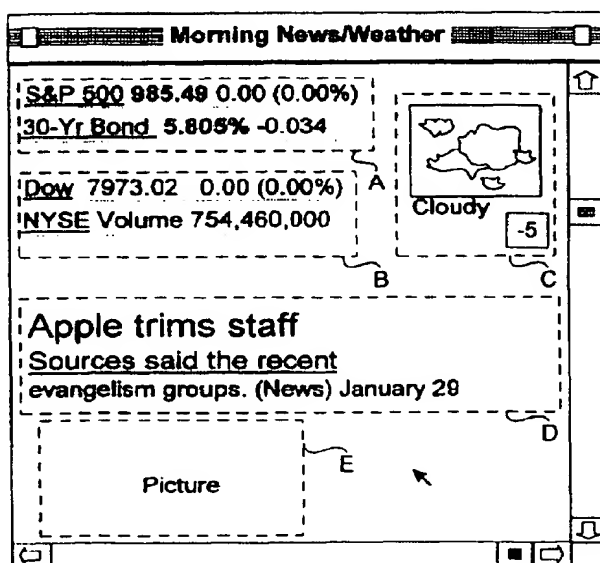 Morning News/Weather
S&P 500 985.49 0.00 (0.00%)
30-Yr Bond 5.805% -0.034
A
Dow 7973.02 0.00 (0.00%)
NYSE Volume 754,460,000
B
Cloudy
-5
C
Apple trims staff
Sources said the recent
evangelism groups. (News) January 29
D
Picture
E